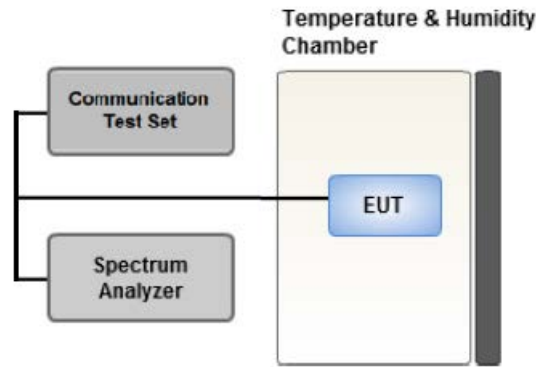 Temperature & Humidity
Chamber
Communication
Test Set
EUT
Spectrum
Analyzer